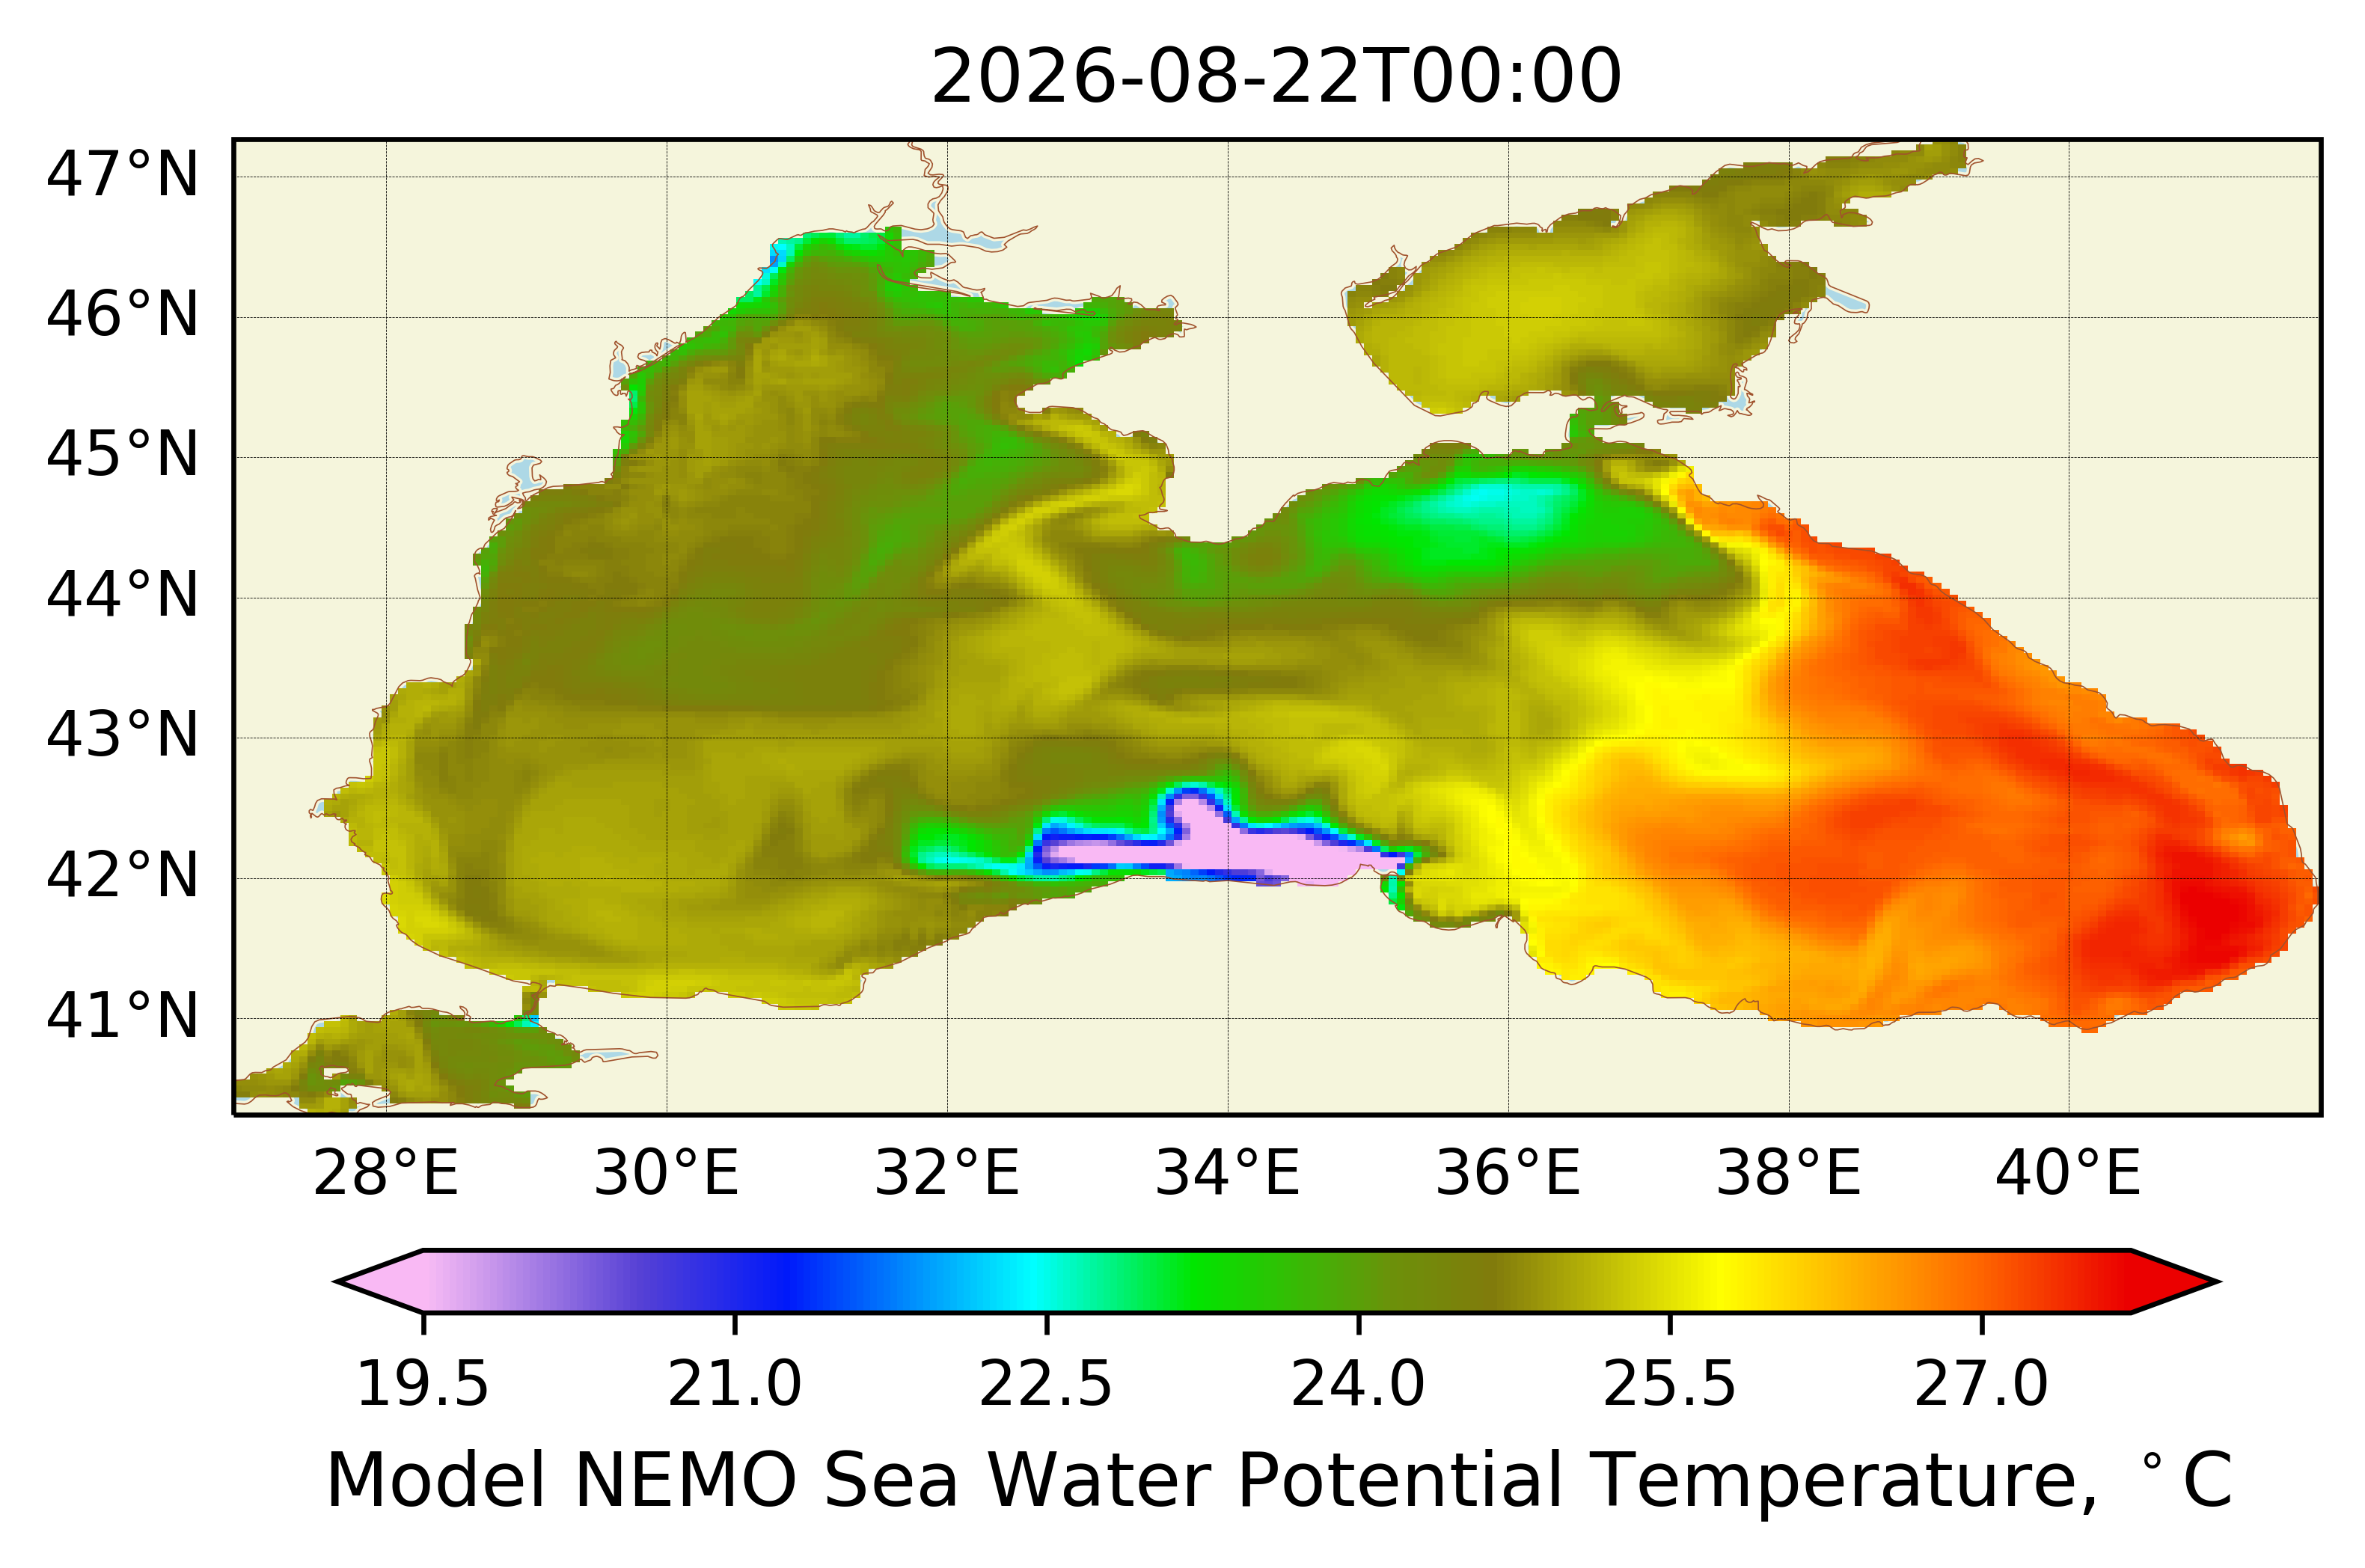 2026-08-22T00:00
47°N
46°N
45°N
44°N
43°N
42°N
41°N
28°E 30°E 32°E 34°E 36°E 38°E 40°E
19.5 21.0 22.5 24.0 25.5 27.0
Model NEMO Sea Water Potential Temperature, °C